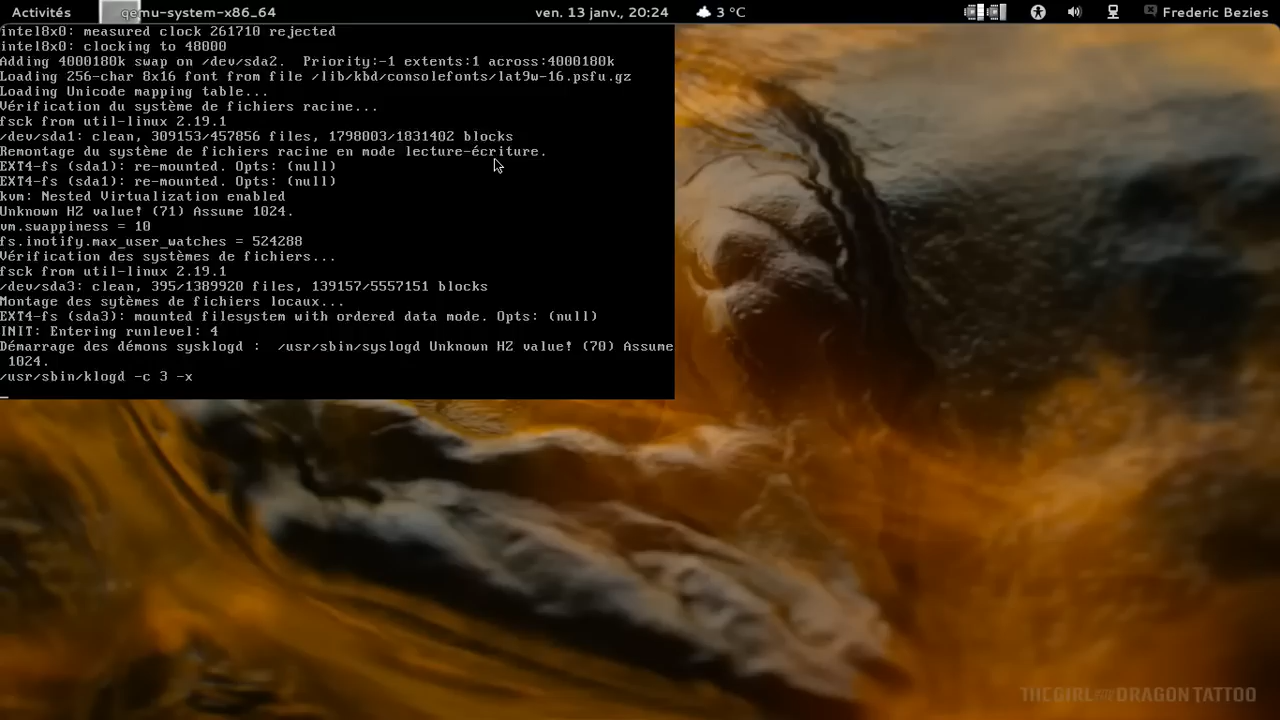 Activités
qemu-system-x86_64
ven. 13 janv., 20:24
3 °C
Frederic Bezies
intel8x0: measured clock 261710 rejected
intel8x0: clocking to 48000
Adding 4000180k swap on /dev/sda2.  Priority:-1 extents:1 across:4000180k
Loading 256-char 8x16 font from file /lib/kbd/consolefonts/lat9w-16.psfu.gz
Loading Unicode mapping table...
Vérification du système de fichiers racine...
fsck from util-linux 2.19.1
/dev/sda1: clean, 309153/457856 files, 1798003/1831402 blocks
Remontage du système de fichiers racine en mode lecture-écriture.
EXT4-fs (sda1): re-mounted. Opts: (null)
EXT4-fs (sda1): re-mounted. Opts: (null)
kvm: Nested Virtualization enabled
Unknown HZ value! (71) Assume 1024.
vm.swappiness = 10
fs.inotify.max_user_watches = 524288
Vérification des systèmes de fichiers...
fsck from util-linux 2.19.1
/dev/sda3: clean, 395/1389920 files, 139157/5557151 blocks
Montage des sytèmes de fichiers locaux...
EXT4-fs (sda3): mounted filesystem with ordered data mode. Opts: (null)
INIT: Entering runlevel: 4
Démarrage des démons sysklogd :  /usr/sbin/syslogd Unknown HZ value! (70) Assume
1024.
/usr/sbin/klogd -c 3 -x
THE GIRL WITH THE DRAGON TATTOO